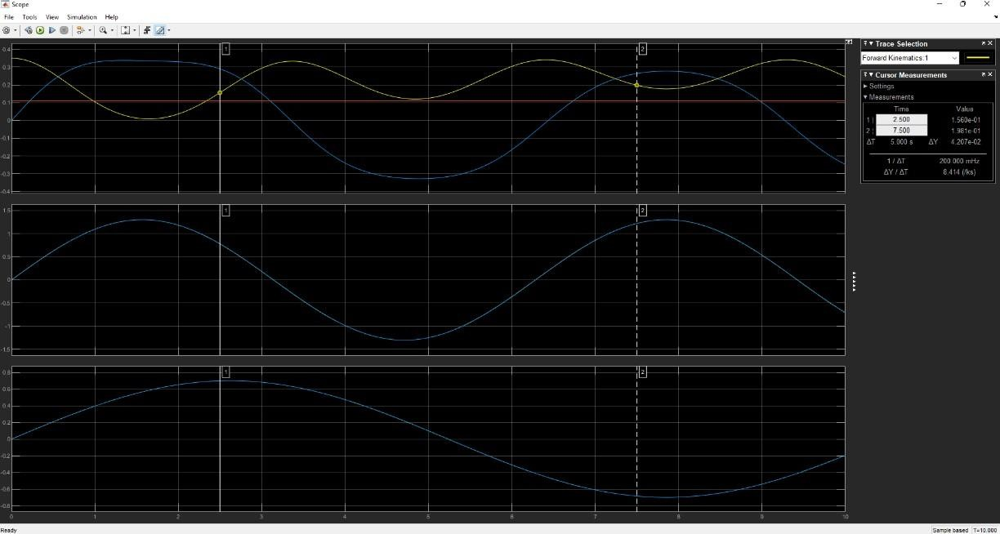 Scope
File Tools View Simulation Help
1
2
0.4
0.3
0.2
0.1
0
-0.1
-0.2
-0.3
-0.4
1
2
1.5
1
0.5
0
-0.5
-1
-1.5
1
2
0.8
0.6
0.4
0.2
0
-0.2
-0.4
-0.6
-0.8
0 1 2 3 4 5 6 7 8 9 10
Trace Selection
Forward Kinematics:1
Cursor Measurements
Settings
Measurements
Time Value
1 | 2.500 1.560e-01
2 ¦ 7.500 1.981e-01
ΔT 5.000 s ΔY 4.207e-02
1 / ΔT 200.000 mHz
ΔY / ΔT 8.414 (/ks)
Ready
Sample based T=10.000